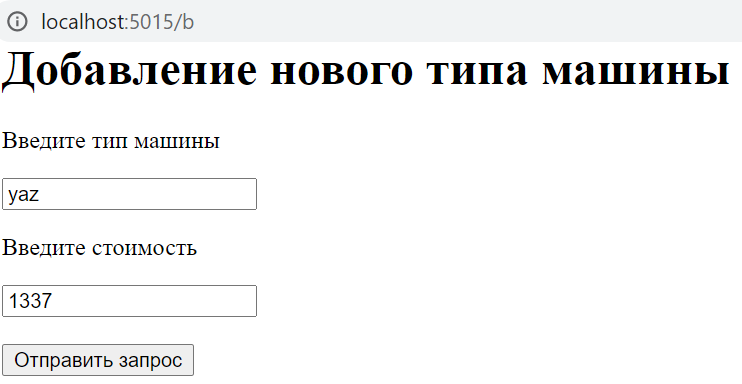 localhost:5015/b
Добавление нового типа машины
Введите тип машины
yaz
Введите стоимость
1337
Отправить запрос